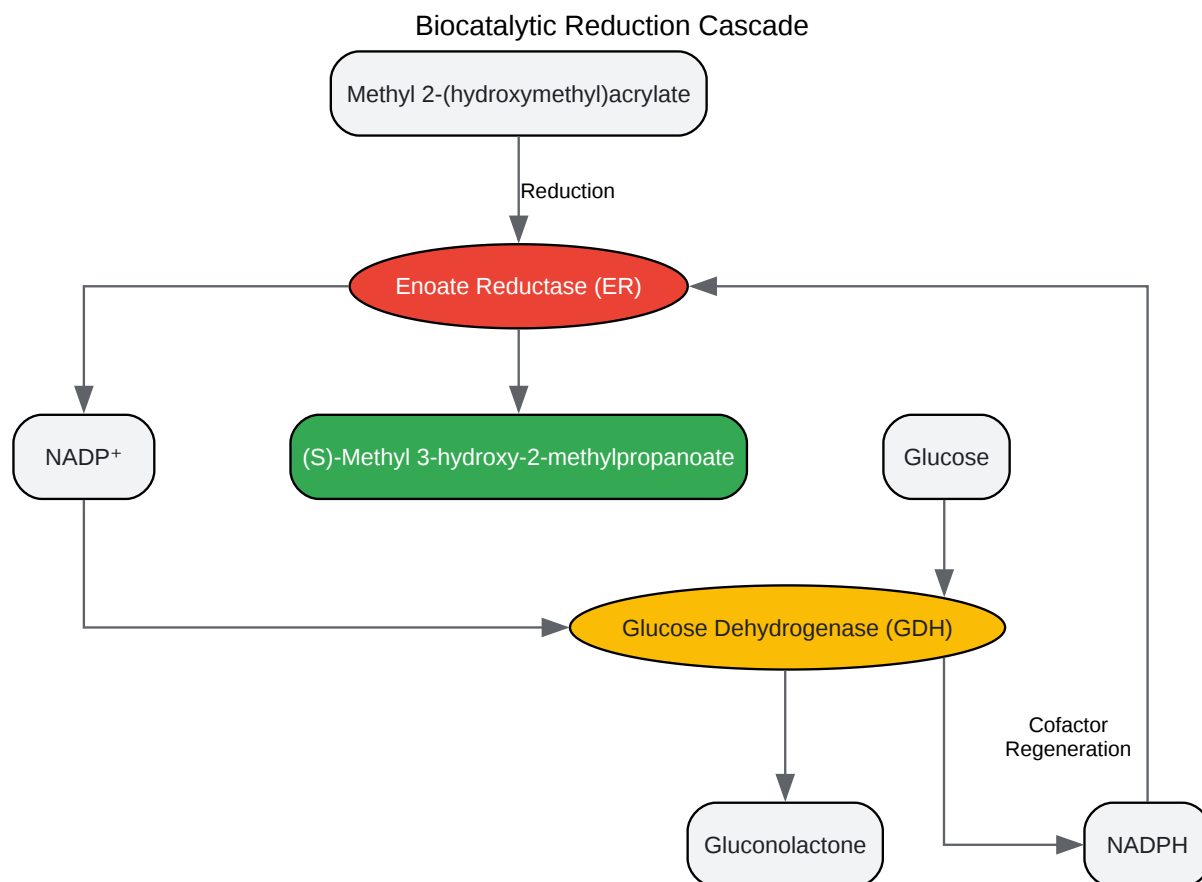 Biocatalytic Reduction Cascade
Methyl 2-(hydroxymethyl)acrylate
Reduction
Enoate Reductase (ER)
NADP⁺
(S)-Methyl 3-hydroxy-2-methylpropanoate
Glucose
Glucose Dehydrogenase (GDH)
Cofactor
Regeneration
Gluconolactone
NADPH